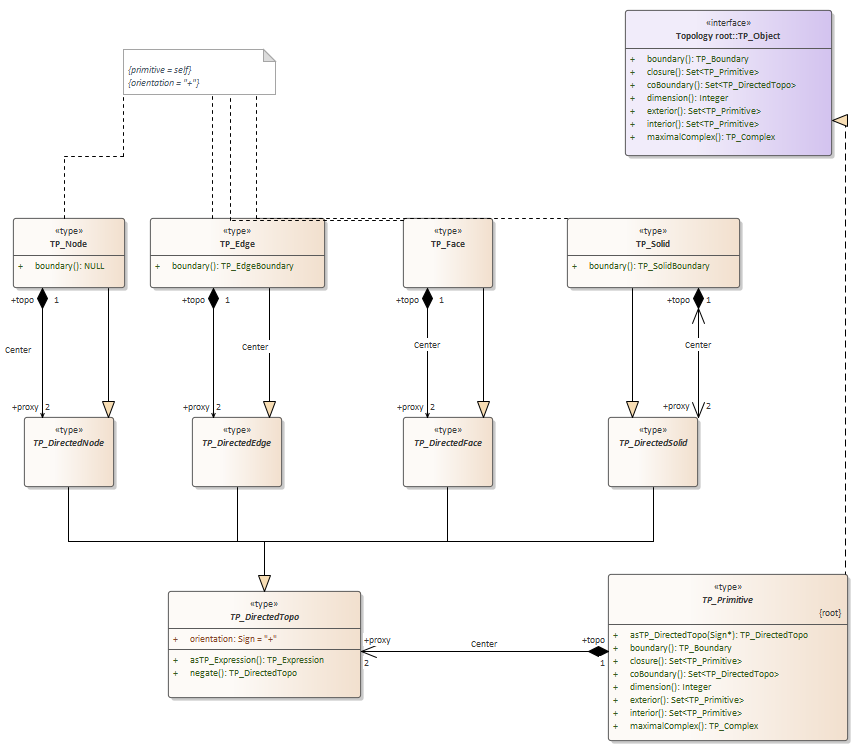 «interface»
Topology root::TP_Object
+ boundary(): TP_Boundary
+ closure(): Set<TP_Primitive>
+ coBoundary(): Set<TP_DirectedTopo>
+ dimension(): Integer
+ exterior(): Set<TP_Primitive>
+ interior(): Set<TP_Primitive>
+ maximalComplex(): TP_Complex
{primitive = self}
{orientation = "+"}
«type»
TP_Node
+ boundary(): NULL
«type»
TP_Edge
+ boundary(): TP_EdgeBoundary
«type»
TP_Face
«type»
TP_Solid
+ boundary(): TP_SolidBoundary
+topo 1
+topo 1
+topo 1
+topo 1
Center
Center
Center
Center
+proxy 2
+proxy 2
+proxy 2
+proxy 2
«type»
TP_DirectedNode
«type»
TP_DirectedEdge
«type»
TP_DirectedFace
«type»
TP_DirectedSolid
«type»
TP_DirectedTopo
+ orientation: Sign = "+"
+ asTP_Expression(): TP_Expression
+ negate(): TP_DirectedTopo
+proxy
2
Center
+topo
1
«type»
TP_Primitive
{root}
+ asTP_DirectedTopo(Sign*): TP_DirectedTopo
+ boundary(): TP_Boundary
+ closure(): Set<TP_Primitive>
+ coBoundary(): Set<TP_DirectedTopo>
+ dimension(): Integer
+ exterior(): Set<TP_Primitive>
+ interior(): Set<TP_Primitive>
+ maximalComplex(): TP_Complex